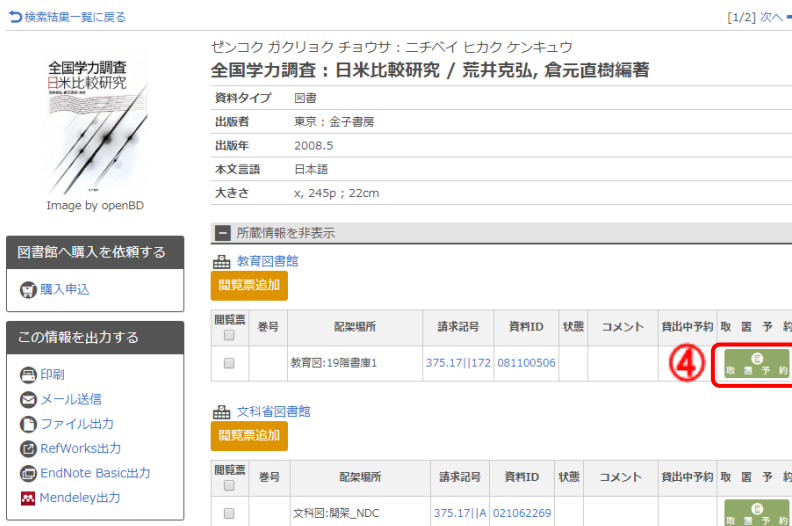 検索結果一覧に戻る
[1/2] 次へ
全国学力調査
日米比較研究
Image by openBD
図書館へ購入を依頼する
購入申込
この情報を出力する
印刷
メール送信
ファイル出力
RefWorks出力
EndNote Basic出力
Mendeley出力
ゼンコク ガクリョク チョウサ : ニチベイ ヒカク ケンキュウ
全国学力調査 : 日米比較研究 / 荒井克弘, 倉元直樹編著
資料タイプ 図書
出版者 東京 : 金子書房
出版年 2008.5
本文言語 日本語
大きさ x, 245p ; 22cm
所蔵情報を非表示
教育図書館
閲覧票追加
閲覧票 巻号 配架場所 請求記号 資料ID 状態 コメント 貸出中予約 取 置 予 約
教育図:19階書庫1 375.17||172 081100506 ④ 取 置 予 約
文科省図書館
閲覧票追加
閲覧票 巻号 配架場所 請求記号 資料ID 状態 コメント 貸出中予約 取 置 予 約
文科図:開架_NDC 375.17||A 021062269 取 置 予 約